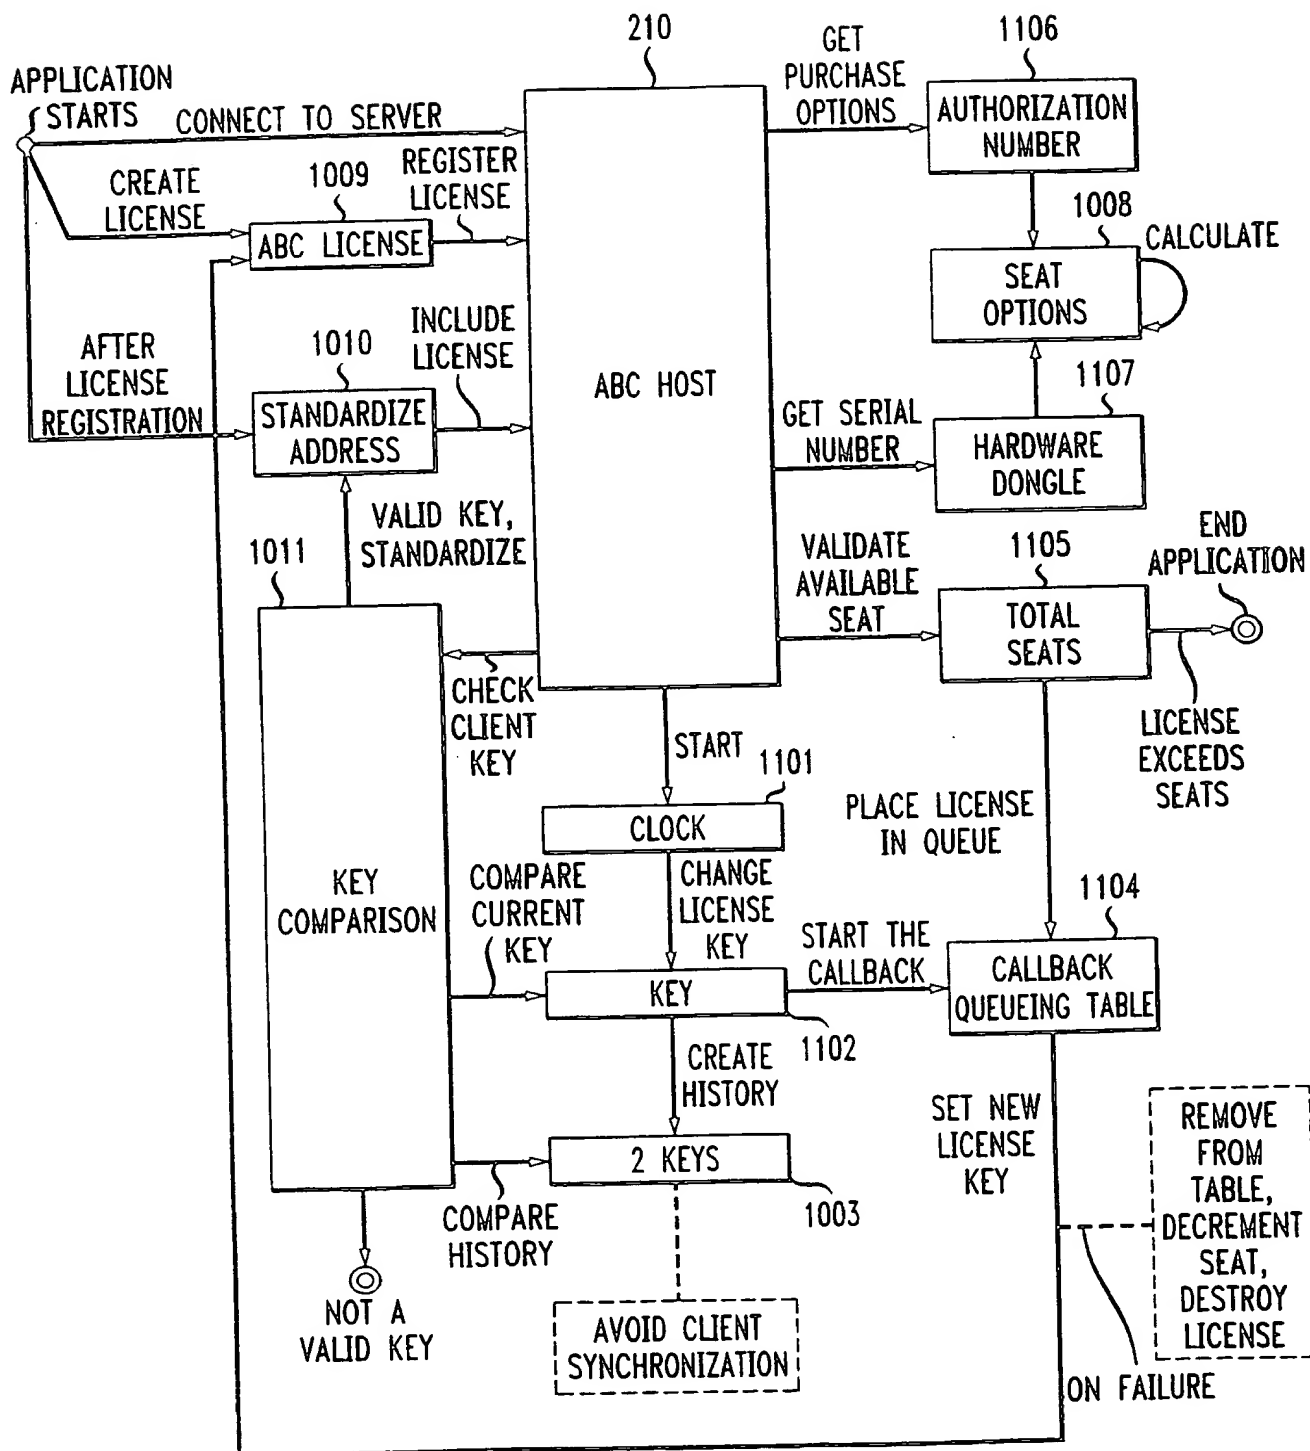 210
1106
GET
PURCHASE
OPTIONS
APPLICATION
STARTS
CONNECT TO SERVER
AUTHORIZATION
NUMBER
CREATE
LICENSE
1009
REGISTER
LICENSE
ABC LICENSE
1008
CALCULATE
SEAT
OPTIONS
AFTER
LICENSE
REGISTRATION
1010
INCLUDE
LICENSE
STANDARDIZE
ADDRESS
ABC HOST
1107
GET SERIAL
NUMBER
HARDWARE
DONGLE
VALID KEY,
STANDARDIZE
1011
VALIDATE
AVAILABLE
SEAT
1105
TOTAL
SEATS
END
APPLICATION
CHECK
CLIENT
KEY
START
1101
LICENSE
EXCEEDS
SEATS
CLOCK
PLACE LICENSE
IN QUEUE
KEY
COMPARISON
COMPARE
CURRENT
KEY
CHANGE
LICENSE
KEY
START THE
CALLBACK
1104
CALLBACK
QUEUEING TABLE
KEY
1102
CREATE
HISTORY
SET NEW
LICENSE
KEY
REMOVE
FROM
TABLE,
DECREMENT
SEAT,
DESTROY
LICENSE
2 KEYS
1003
COMPARE
HISTORY
NOT A
VALID KEY
AVOID CLIENT
SYNCHRONIZATION
ON FAILURE